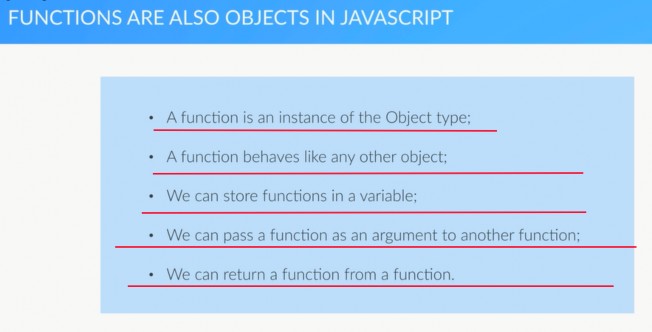 FUNCTIONS ARE ALSO OBJECTS IN JAVASCRIPT
• A function is an instance of the Object type;
• A function behaves like any other object;
• We can store functions in a variable;
• We can pass a function as an argument to another function;
• We can return a function from a function.